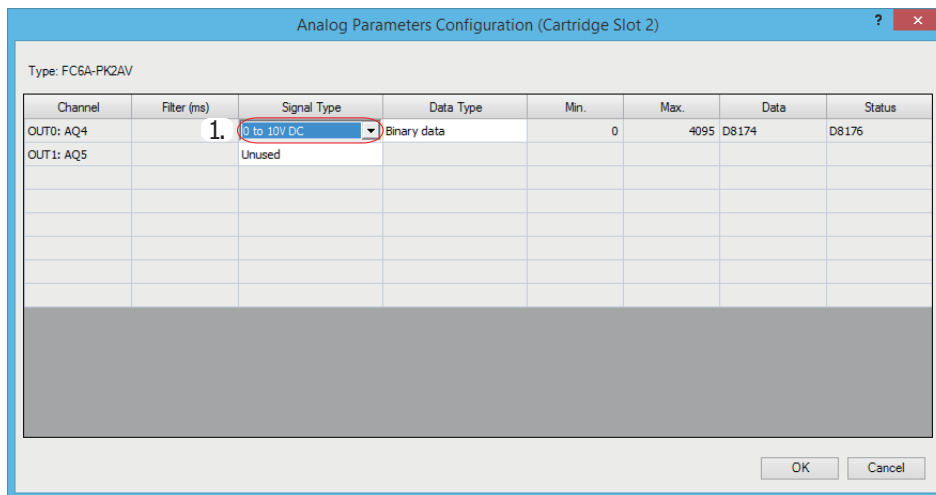 Analog Parameters Configuration (Cartridge Slot 2) ? ×
Type: FC6A-PK2AV
Channel Filter (ms) Signal Type Data Type Min. Max. Data Status
OUT0: AQ4 1. 0 to 10V DC Binary data 0 4095 D8174 D8176
OUT1: AQ5 Unused
OK Cancel